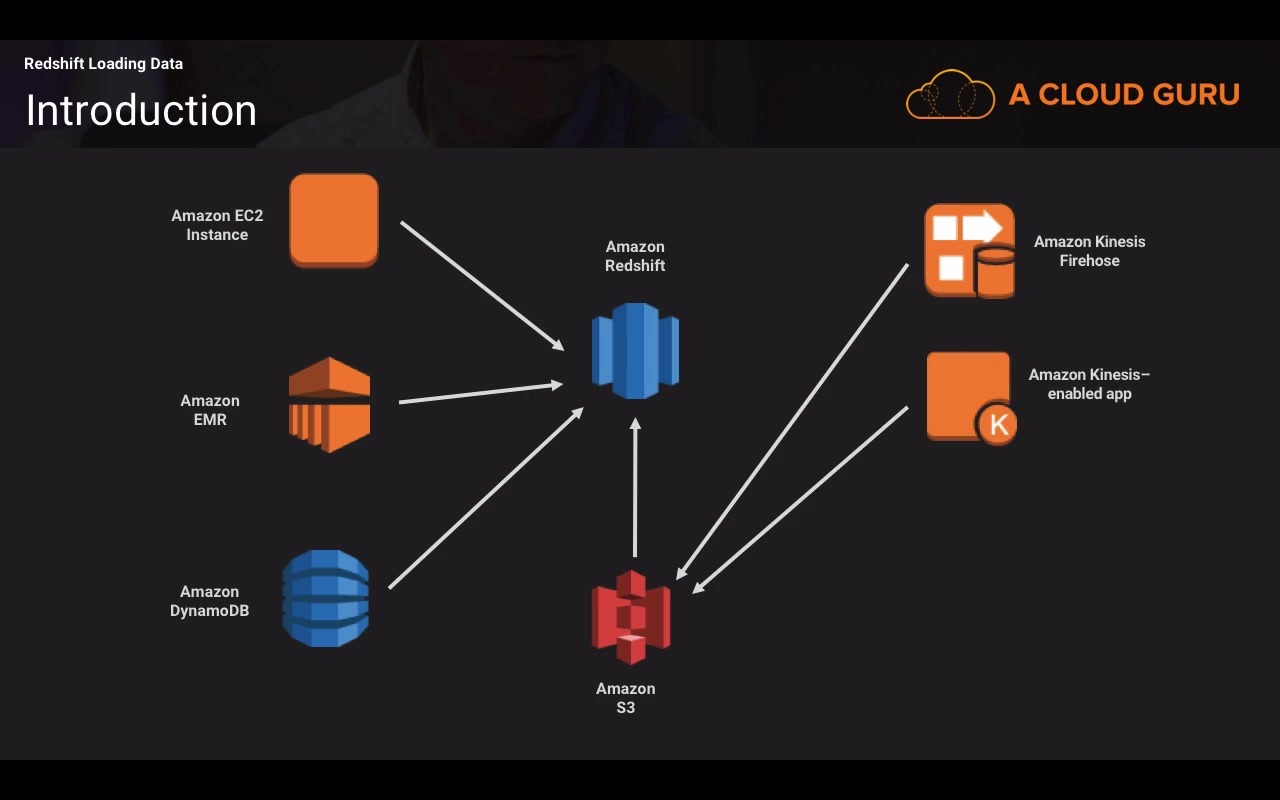 Redshift Loading Data
Introduction
A CLOUD GURU
Amazon EC2
Instance
Amazon
Redshift
Amazon Kinesis
Firehose
Amazon
EMR
Amazon Kinesis–
enabled app
K
Amazon
DynamoDB
Amazon
S3